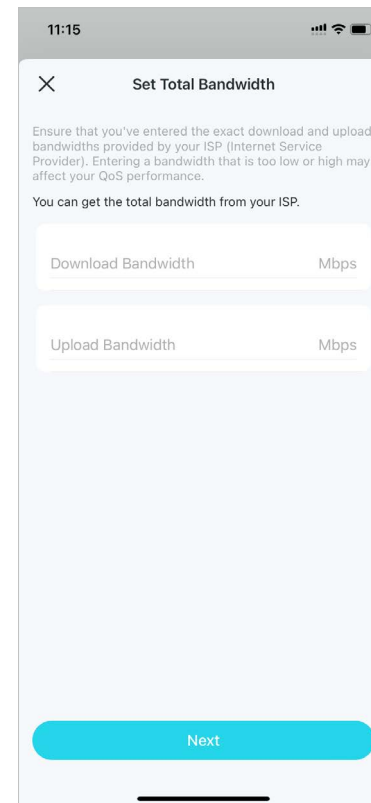 11:15
Set Total Bandwidth
Ensure that you've entered the exact download and upload
bandwidths provided by your ISP (Internet Service
Provider). Entering a bandwidth that is too low or high may
affect your QoS performance.
You can get the total bandwidth from your ISP.
Download Bandwidth Mbps
Upload Bandwidth Mbps
Next